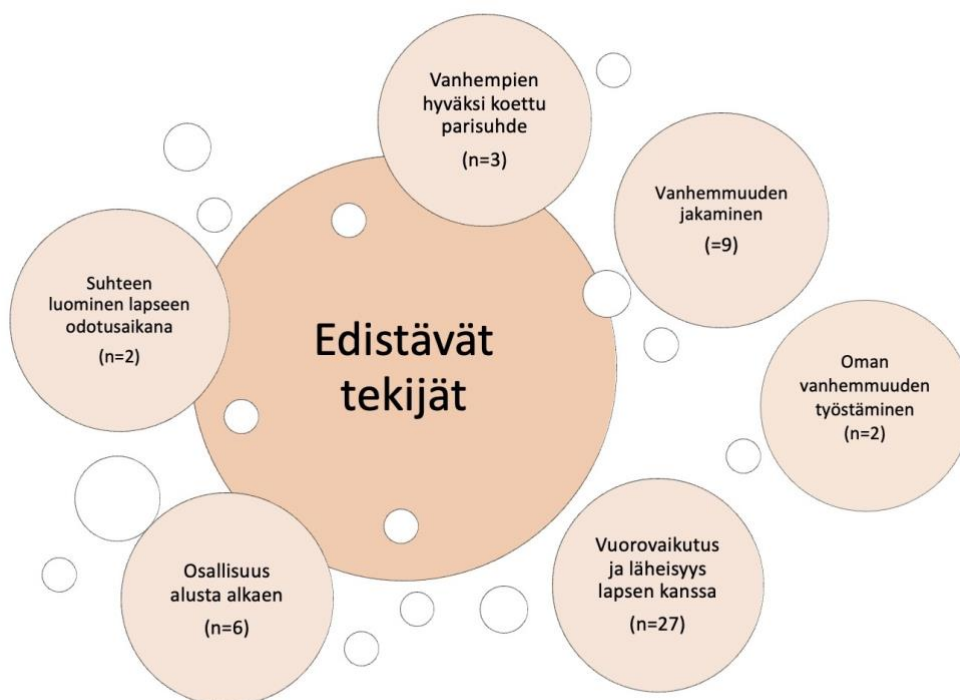 Vanhempien
hyväksi koettu
parisuhde
(n=3)
Vanhemmuuden
jakaminen
(=9)
Suhteen
luominen lapseen
odotusaikana
(n=2)
Edistävät
tekijät
Oman
vanhemmuuden
työstäminen
(n=2)
Osallisuus
alusta alkaen
(n=6)
Vuorovaikutus
ja läheisyys
lapsen kanssa
(n=27)